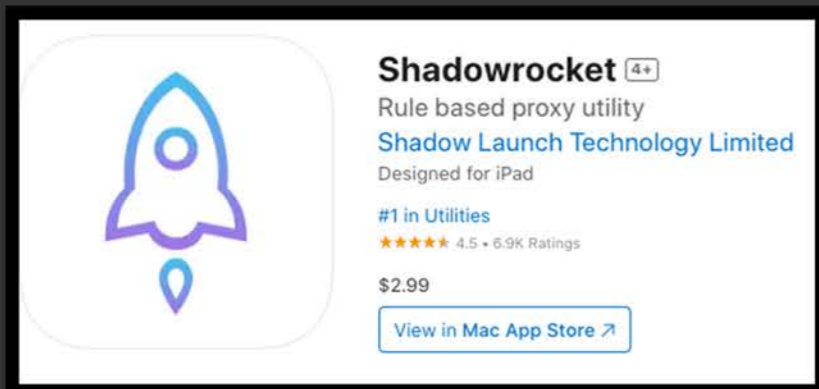 Shadowrocket 4+
Rule based proxy utility
Shadow Launch Technology Limited
Designed for iPad
#1 in Utilities
★★★★★ 4.5 • 6.9K Ratings
$2.99
View in Mac App Store ↗